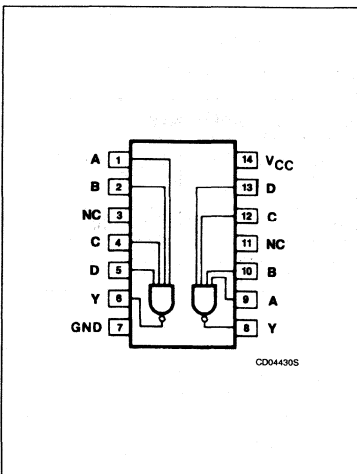 A 1 14 VCC
B 2 13 D
NC 3 12 C
C 4 11 NC
D 5 10 B
Y 6 9 A
GND 7 8 Y
CD04430S